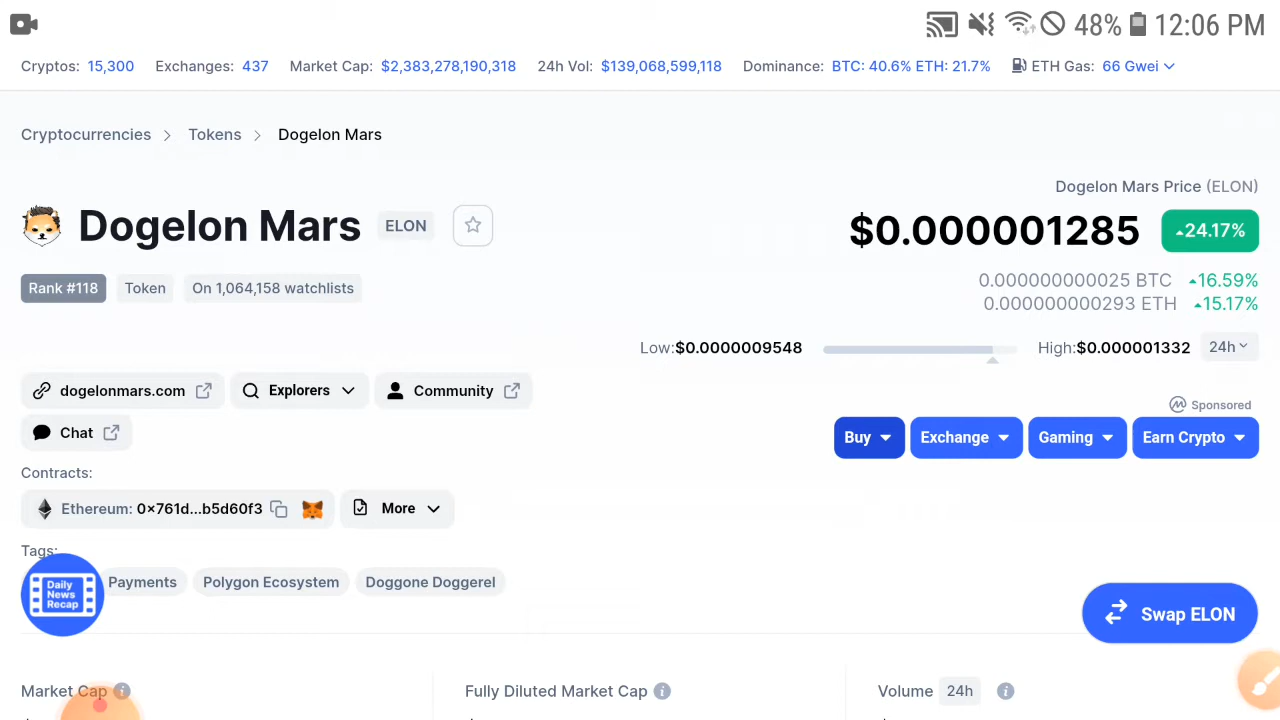 48% 12:06 PM
Cryptos: 15,300 Exchanges: 437 Market Cap: $2,383,278,190,318 24h Vol: $139,068,599,118 Dominance: BTC: 40.6% ETH: 21.7% ETH Gas: 66 Gwei
Cryptocurrencies Tokens Dogelon Mars
Dogelon Mars Price (ELON)
Dogelon Mars ELON
$0.000001285 24.17%
Rank #118 Token On 1,064,158 watchlists
0.000000000025 BTC 16.59%
0.000000000293 ETH 15.17%
Low:$0.0000009548 High:$0.000001332 24h
dogelonmars.com Explorers Community
Sponsored
Chat
Buy Exchange Gaming Earn Crypto
Contracts:
Ethereum: 0x761d...b5d60f3 More
Tags:
Daily
News
Recap
Payments Polygon Ecosystem Doggone Doggerel
Swap ELON
Market Cap Fully Diluted Market Cap Volume 24h